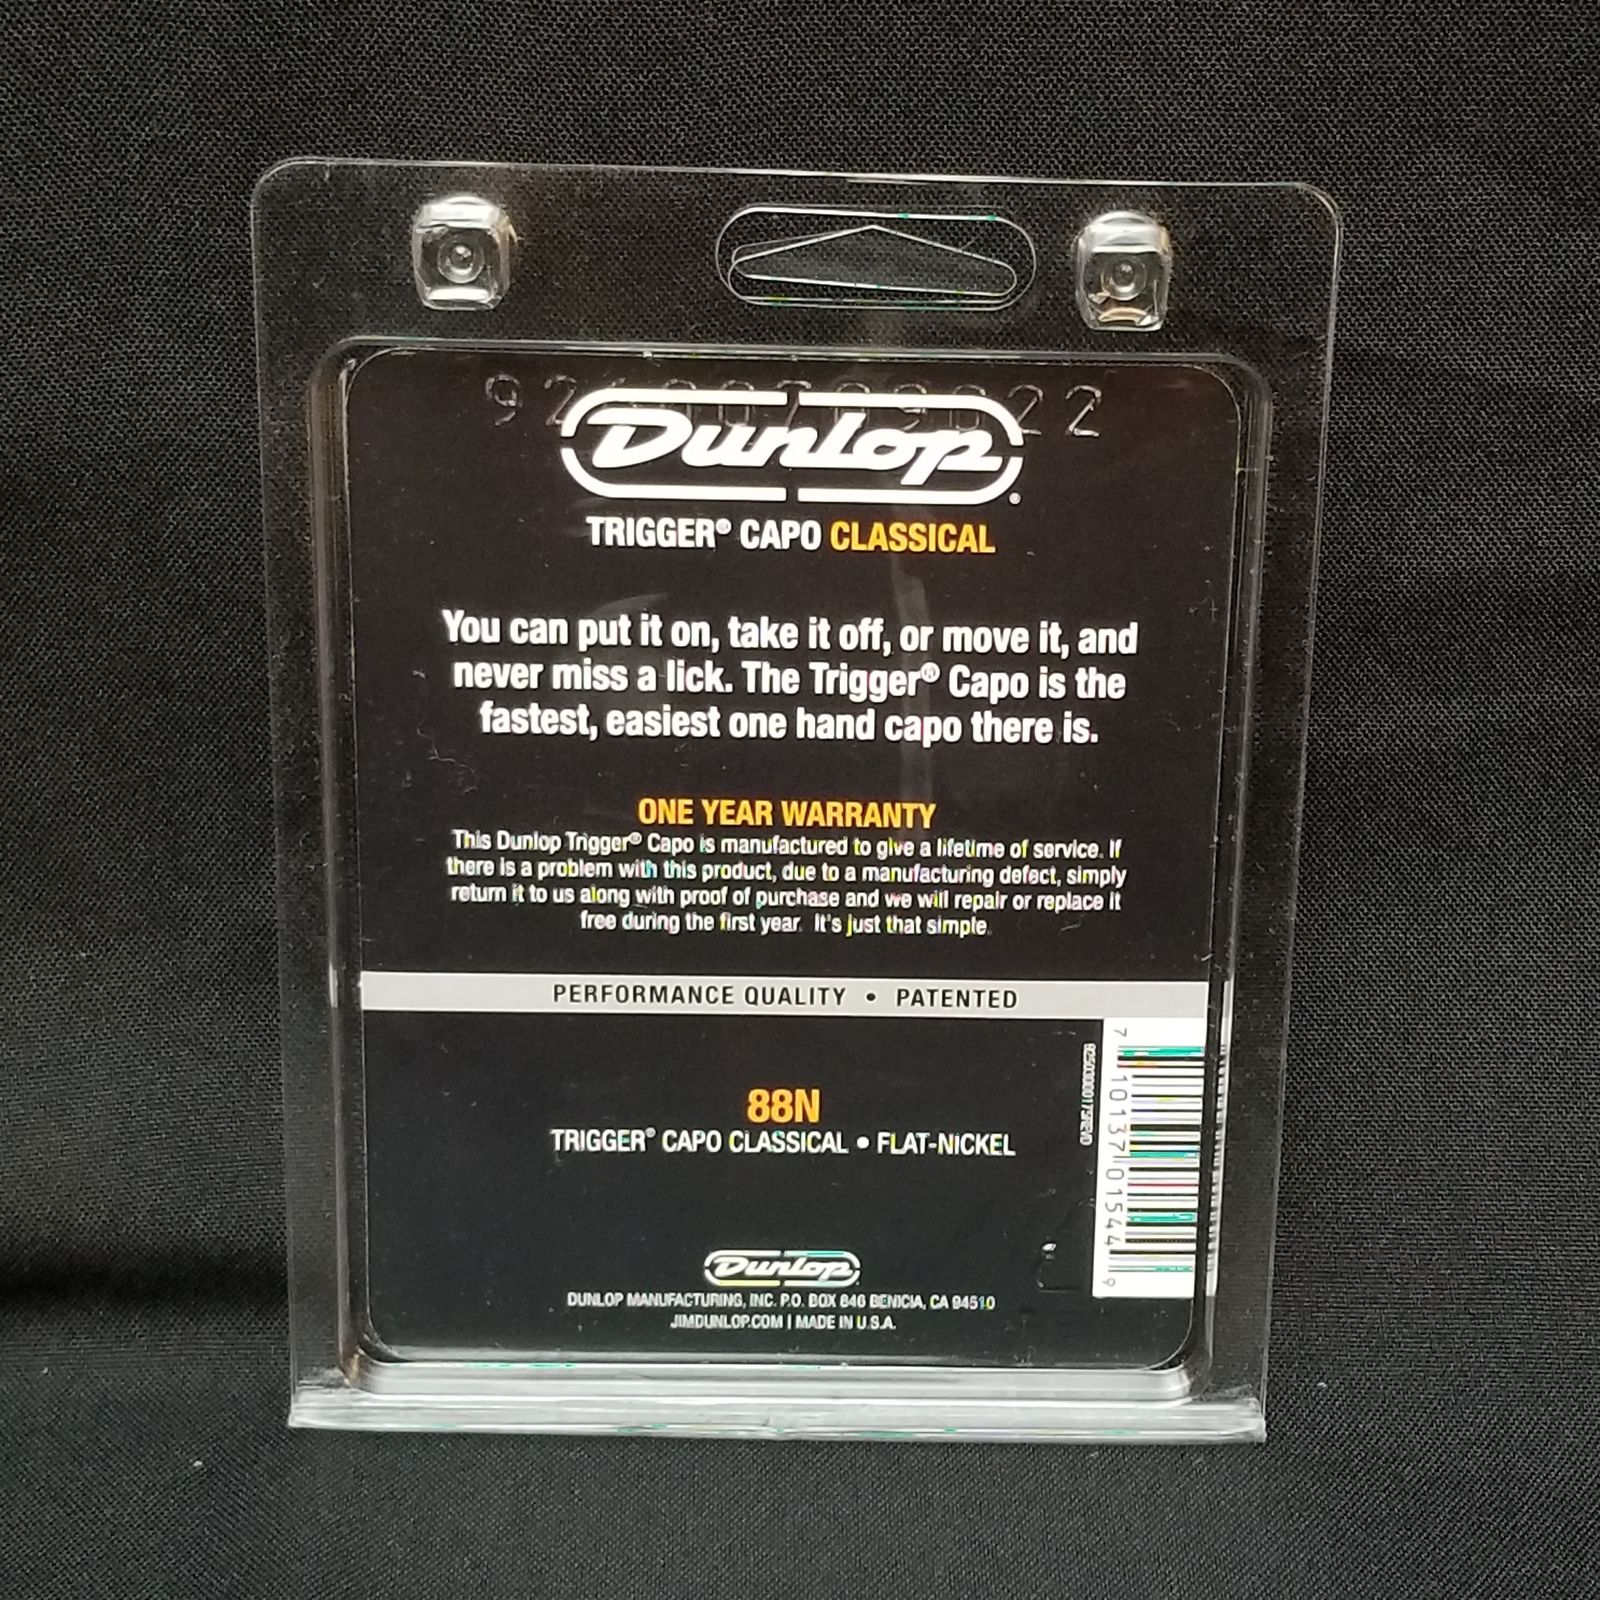 Dunlop®
TRIGGER® CAPO CLASSICAL
You can put it on, take it off, or move it, and
never miss a lick. The Trigger® Capo is the
fastest, easiest one hand capo there is.
ONE YEAR WARRANTY
This Dunlop Trigger® Capo is manufactured to give a lifetime of service. If
there is a problem with this product, due to a manufacturing defect, simply
return it to us along with proof of purchase and we will repair or replace it
free during the first year. It's just that simple.
PERFORMANCE QUALITY • PATENTED
7 10137 01544 9
88N
TRIGGER® CAPO CLASSICAL • FLAT-NICKEL
Dunlop
DUNLOP MANUFACTURING, INC. P.O. BOX 846 BENICIA, CA 94510
JIMDUNLOP.COM | MADE IN U.S.A.